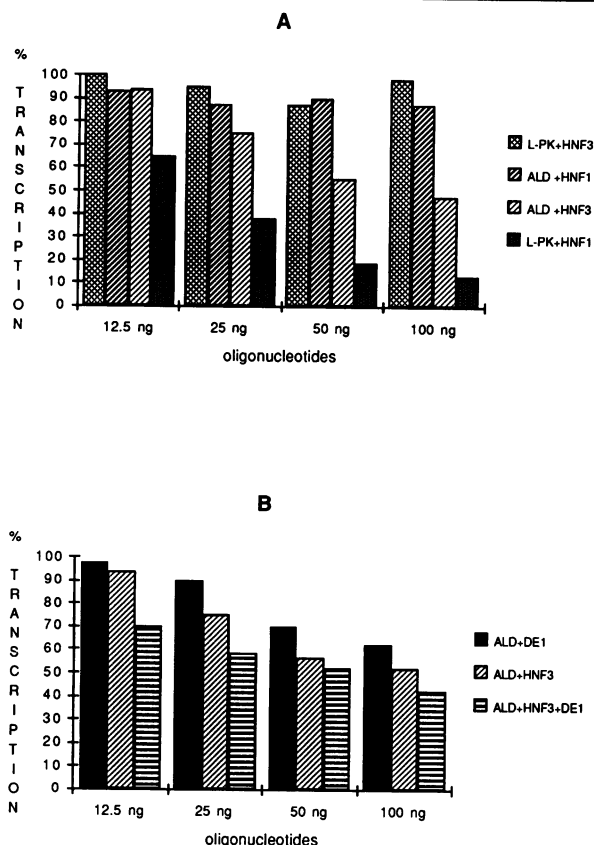 A
%
TRANSCRIPTION
100
90
80
70
60
50
40
30
20
10
0
12.5 ng
25 ng
50 ng
100 ng
oligonucleotides
L-PK+HNF3
ALD +HNF1
ALD +HNF3
L-PK+HNF1
B
%
TRANSCRIPTION
100
90
80
70
60
50
40
30
20
10
0
12.5 ng
25 ng
50 ng
100 ng
oligonucleotides
ALD+DE1
ALD+HNF3
ALD+HNF3+DE1